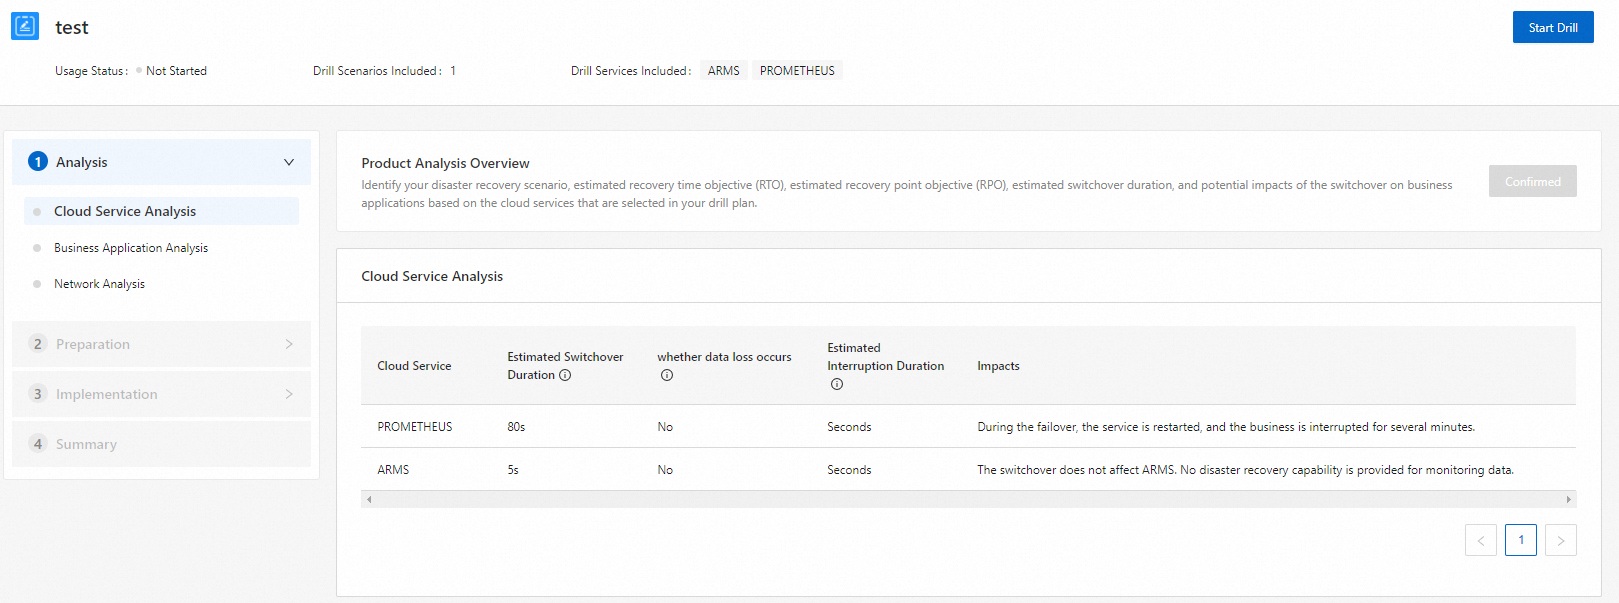 test
Start Drill
Usage Status: Not Started
Drill Scenarios Included: 1
Drill Services Included: ARMS PROMETHEUS
1 Analysis
Cloud Service Analysis
Business Application Analysis
Network Analysis
2 Preparation
3 Implementation
4 Summary
Product Analysis Overview
Identify your disaster recovery scenario, estimated recovery time objective (RTO), estimated recovery point objective (RPO), estimated switchover duration, and potential impacts of the switchover on business
applications based on the cloud services that are selected in your drill plan.
Confirmed
Cloud Service Analysis
Cloud Service
Estimated Switchover
Duration
whether data loss occurs
Estimated
Interruption Duration
Impacts
PROMETHEUS 80s No Seconds During the failover, the service is restarted, and the business is interrupted for several minutes.
ARMS 5s No Seconds The switchover does not affect ARMS. No disaster recovery capability is provided for monitoring data.
< 1 >